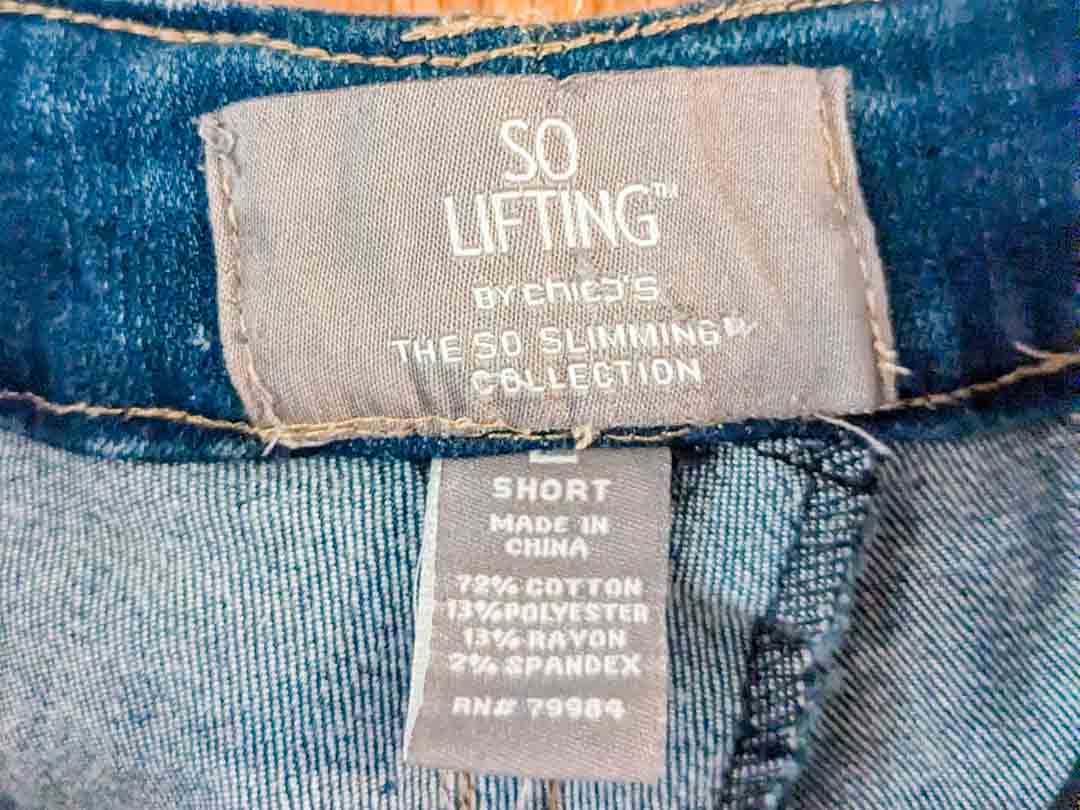 SO
LIFTING™
BY chico's
THE SO SLIMMING
COLLECTION
SHORT
MADE IN
CHINA
72% COTTON
13% POLYESTER
13% RAYON
2% SPANDEX
RN# 79984